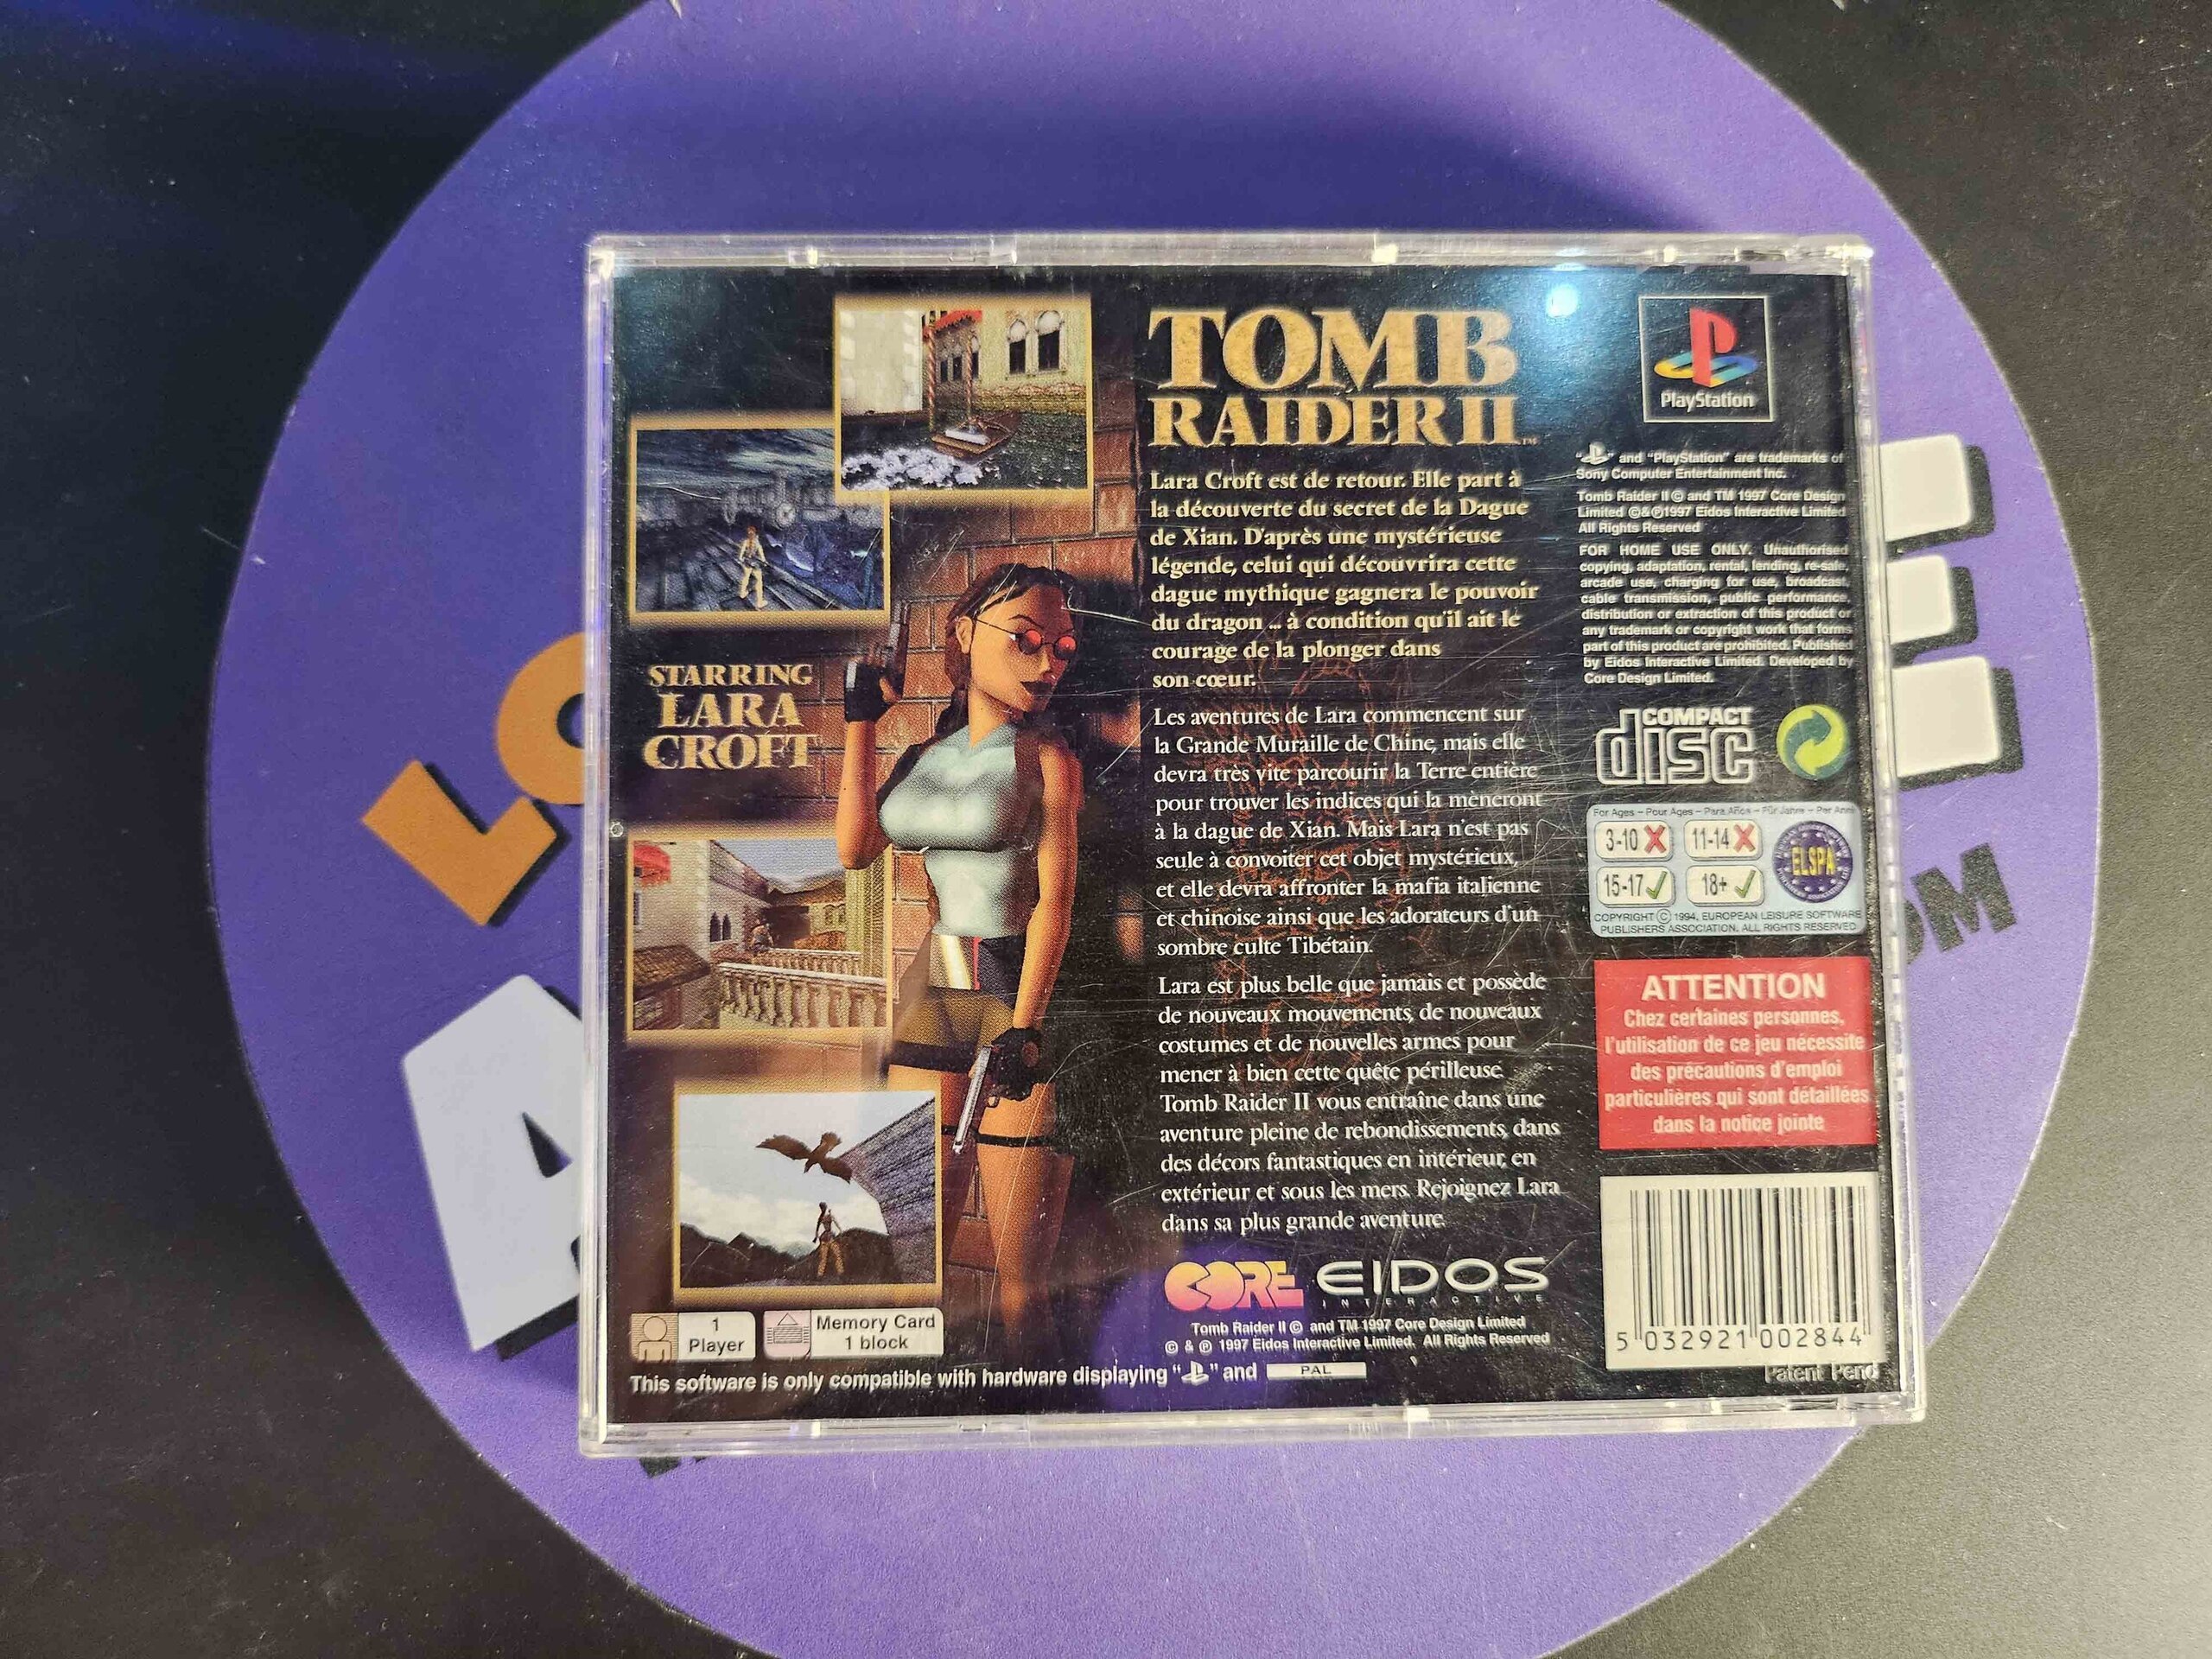 TOMB
RAIDER II™
STARRING
LARA
CROFT
Lara Croft est de retour. Elle part à
la découverte du secret de la Dague
de Xian. D'après une mystérieuse
légende, celui qui découvrira cette
dague mythique gagnera le pouvoir
du dragon ... à condition qu'il ait le
courage de la plonger dans
son cœur.
Les aventures de Lara commencent sur
la Grande Muraille de Chine, mais elle
devra très vite parcourir la Terre entière
pour trouver les indices qui la mèneront
à la dague de Xian. Mais Lara n'est pas
seule à convoiter cet objet mystérieux,
et elle devra affronter la mafia italienne
et chinoise ainsi que les adorateurs d'un
sombre culte Tibétain.
Lara est plus belle que jamais et possède
de nouveaux mouvements, de nouveaux
costumes et de nouvelles armes pour
mener à bien cette quête périlleuse.
Tomb Raider II vous entraîne dans une
aventure pleine de rebondissements, dans
des décors fantastiques en intérieur, en
extérieur et sous les mers. Rejoignez Lara
dans sa plus grande aventure.
CORE EIDOS
INTERACTIVE
Tomb Raider II © and TM 1997 Core Design Limited
© & ℗ 1997 Eidos Interactive Limited. All Rights Reserved
1
Player
Memory Card
1 block
This software is only compatible with hardware displaying "PS" and PAL
PlayStation
"PS" and "PlayStation" are trademarks of
Sony Computer Entertainment Inc.
Tomb Raider II © and TM 1997 Core Design
Limited ©&℗1997 Eidos Interactive Limited
All Rights Reserved
FOR HOME USE ONLY. Unauthorised
copying, adaptation, rental, lending, re-sale,
arcade use, charging for use, broadcast,
cable transmission, public performance,
distribution or extraction of this product or
any trademark or copyright work that forms
part of this product are prohibited. Published
by Eidos Interactive Limited. Developed by
Core Design Limited.
COMPACT
disc
For Ages – Pour Ages – Para Años – Für Jahre – Per Anni
3-10 11-14
15-17 18+
ELSPA
COPYRIGHT © 1994, EUROPEAN LEISURE SOFTWARE
PUBLISHERS ASSOCIATION. ALL RIGHTS RESERVED
ATTENTION
Chez certaines personnes,
l'utilisation de ce jeu nécessite
des précautions d'emploi
particulières qui sont détaillées
dans la notice jointe
5 032921 002844
Patent Pend